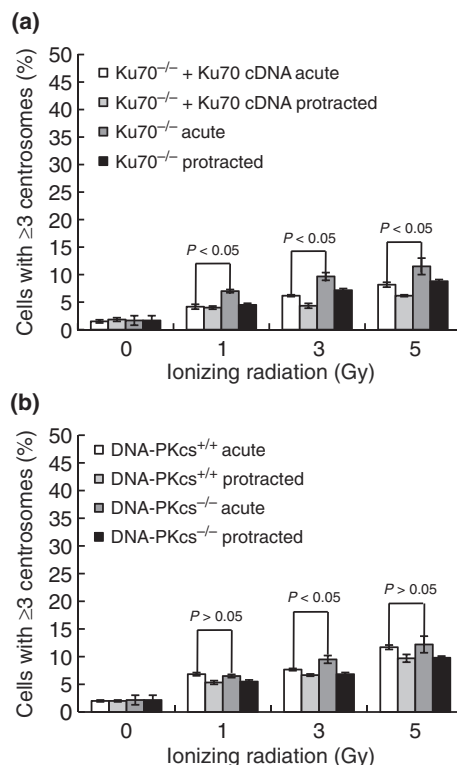 (a)
Cells with ≥3 centrosomes (%)
50
45
40
35
30
25
20
15
10
5
0
Ku70−/− + Ku70 cDNA acute
Ku70−/− + Ku70 cDNA protracted
Ku70−/− acute
Ku70−/− protracted
P < 0.05
P < 0.05
P < 0.05
0 1 3 5
Ionizing radiation (Gy)
(b)
Cells with ≥3 centrosomes (%)
50
45
40
35
30
25
20
15
10
5
0
DNA-PKcs+/+ acute
DNA-PKcs+/+ protracted
DNA-PKcs−/− acute
DNA-PKcs−/− protracted
P > 0.05
P < 0.05
P > 0.05
0 1 3 5
Ionizing radiation (Gy)